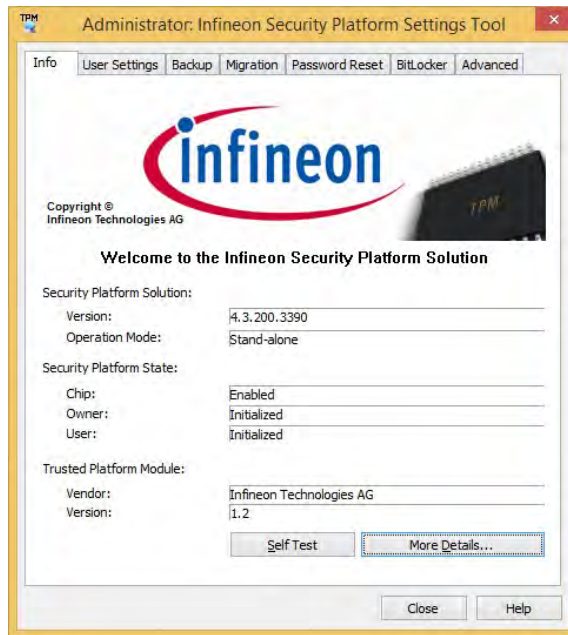 TPM
Administrator: Infineon Security Platform Settings Tool
Info User Settings Backup Migration Password Reset BitLocker Advanced
infineon
TPM
Copyright ©
Infineon Technologies AG
Welcome to the Infineon Security Platform Solution
Security Platform Solution:
Version: 4.3.200.3390
Operation Mode: Stand-alone
Security Platform State:
Chip: Enabled
Owner: Initialized
User: Initialized
Trusted Platform Module:
Vendor: Infineon Technologies AG
Version: 1.2
Self Test More Details...
Close Help